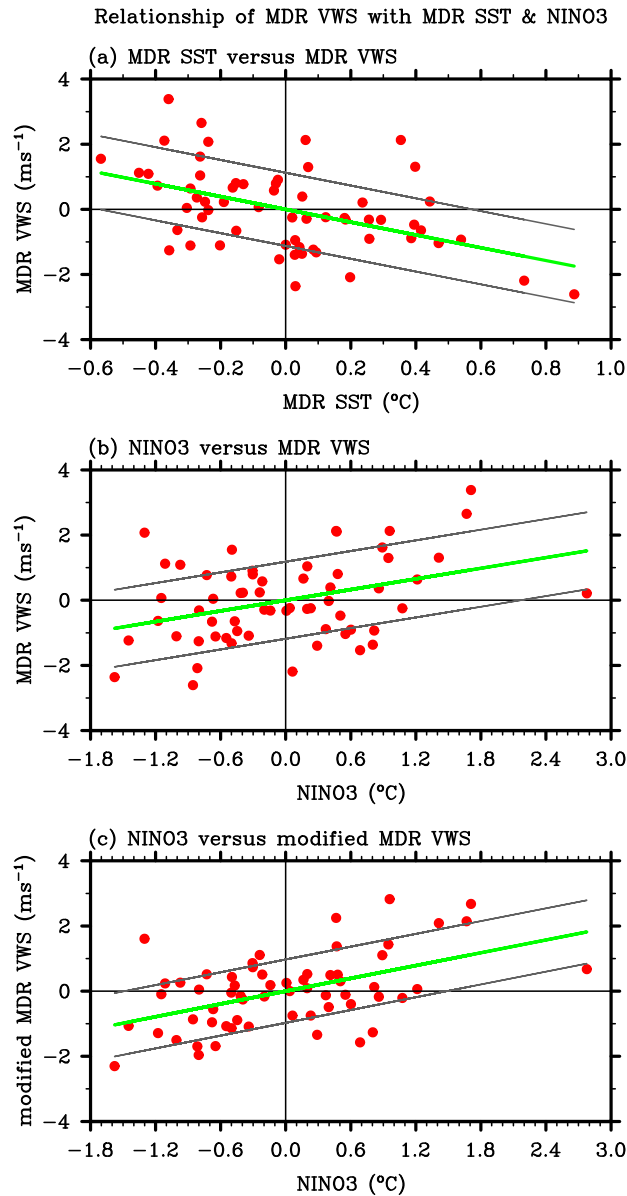 Relationship of MDR VWS with MDR SST & NINO3
(a) MDR SST versus MDR VWS
4
2
0
−2
−4
MDR VWS (ms⁻¹)
−0.6 −0.4 −0.2 0.0 0.2 0.4 0.6 0.8 1.0
MDR SST (°C)
(b) NINO3 versus MDR VWS
4
2
0
−2
−4
MDR VWS (ms⁻¹)
−1.8 −1.2 −0.6 0.0 0.6 1.2 1.8 2.4 3.0
NINO3 (°C)
(c) NINO3 versus modified MDR VWS
4
2
0
−2
−4
modified MDR VWS (ms⁻¹)
−1.8 −1.2 −0.6 0.0 0.6 1.2 1.8 2.4 3.0
NINO3 (°C)